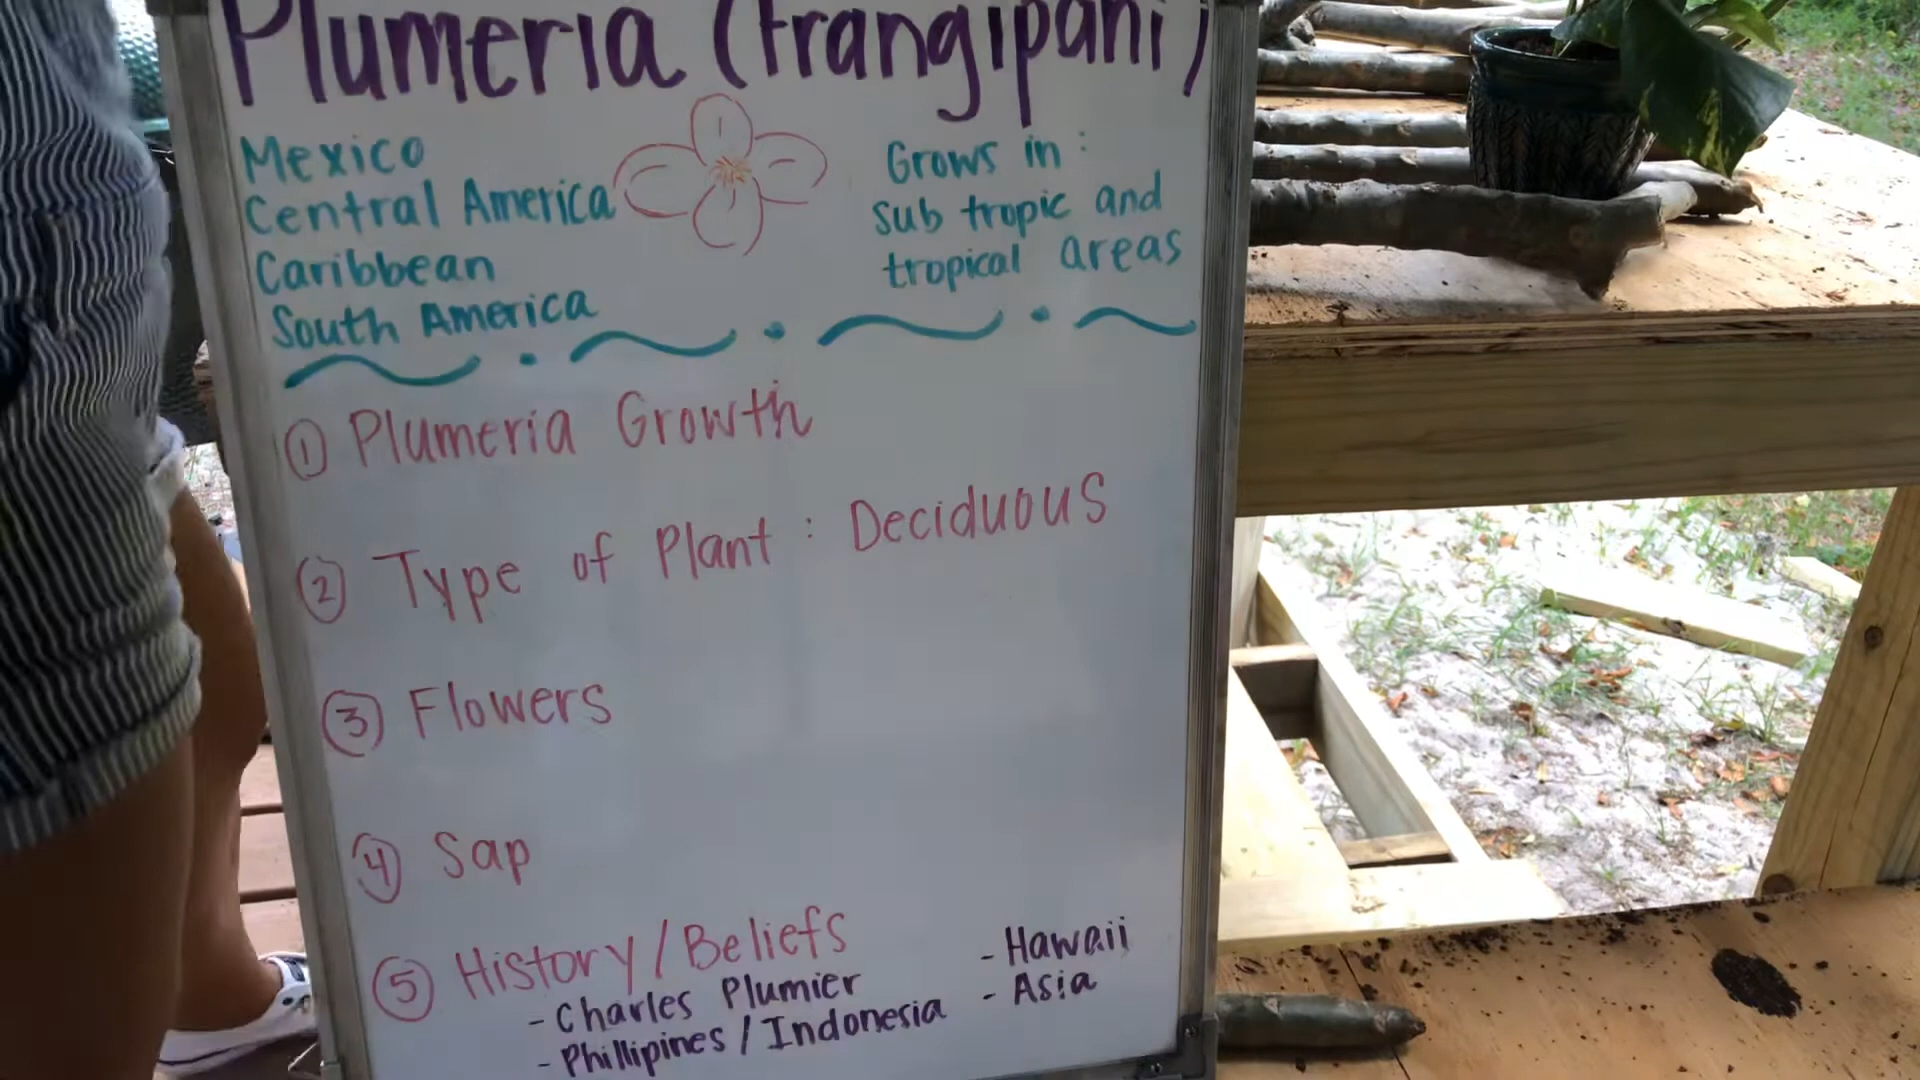 Plumeria (Frangipani)
Mexico
Central America
Caribbean
South America
Grows in :
sub tropic and
tropical areas
① Plumeria Growth
② Type of Plant : Deciduous
③ Flowers
④ Sap
⑤ History/Beliefs
- Charles Plumier
- Phillipines / Indonesia
- Hawaii
- Asia